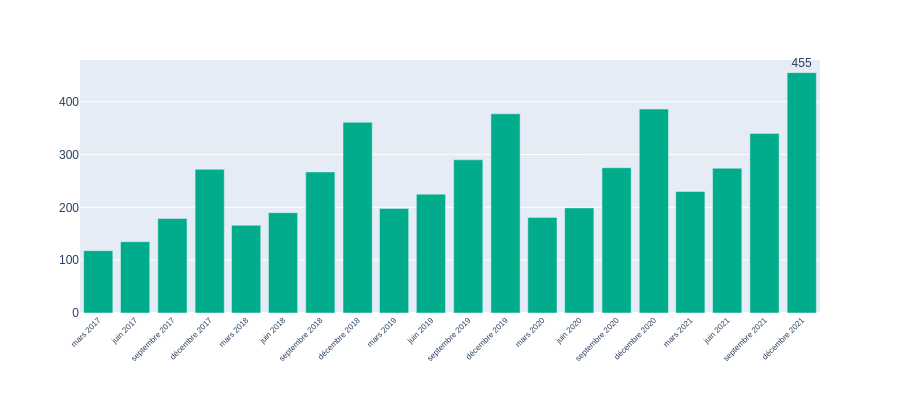 455
400
300
200
100
0
mars 2017
juin 2017
septembre 2017
décembre 2017
mars 2018
juin 2018
septembre 2018
décembre 2018
mars 2019
juin 2019
septembre 2019
décembre 2019
mars 2020
juin 2020
septembre 2020
décembre 2020
mars 2021
juin 2021
septembre 2021
décembre 2021